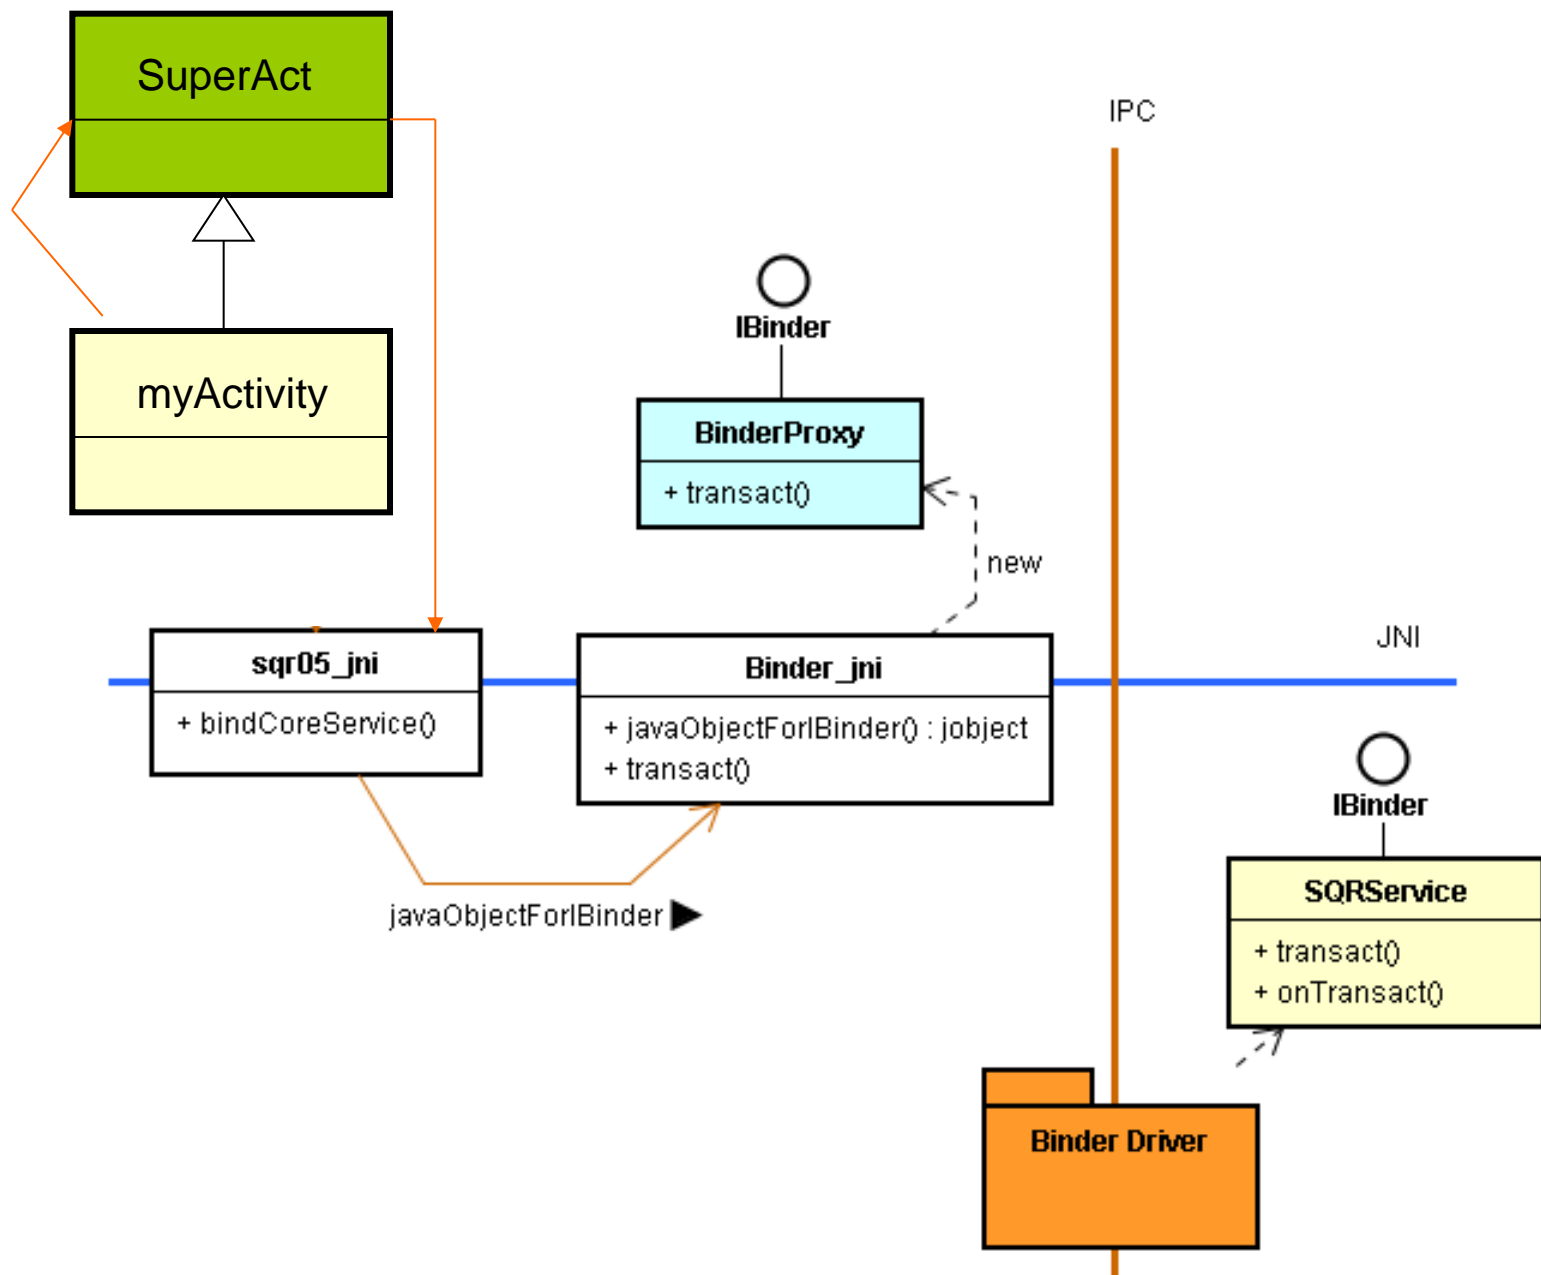 SuperAct
IPC
IBinder
myActivity
BinderProxy
+ transact()
new
JNI
sqr05_jni
+ bindCoreService()
Binder_jni
+ javaObjectForIBinder() : jobject
+ transact()
IBinder
javaObjectForIBinder
SQRService
+ transact()
+ onTransact()
Binder Driver